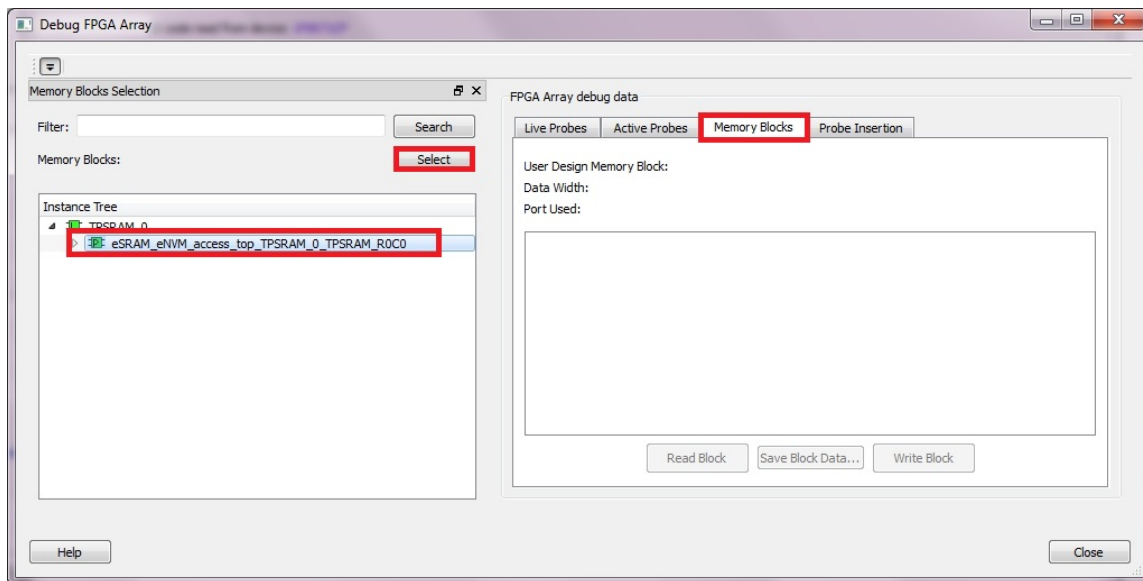 Debug FPGA Array
Memory Blocks Selection
Filter:
Search
Memory Blocks:
Select
Instance Tree
TPSRAM_0
eSRAM_eNVM_access_top_TPSRAM_0_TPSRAM_R0C0
FPGA Array debug data
Live Probes
Active Probes
Memory Blocks
Probe Insertion
User Design Memory Block:
Data Width:
Port Used:
Read Block
Save Block Data...
Write Block
Help
Close